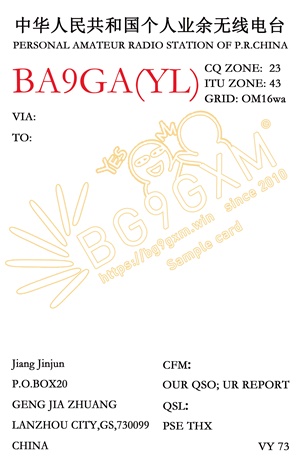 中华人民共和国个人业余无线电台
PERSONAL AMATEUR RADIO STATION OF P.R.CHINA
BA9GA(YL)
CQ ZONE: 23
ITU ZONE: 43
GRID: OM16wa
VIA:
TO:
YES
BG9GXM
https://bg9gxm.win since 2010
Sample card
Jiang Jinjun
P.O.BOX20
GENG JIA ZHUANG
LANZHOU CITY,GS,730099
CHINA
CFM:
OUR QSO; UR REPORT
QSL:
PSE THX
VY 73